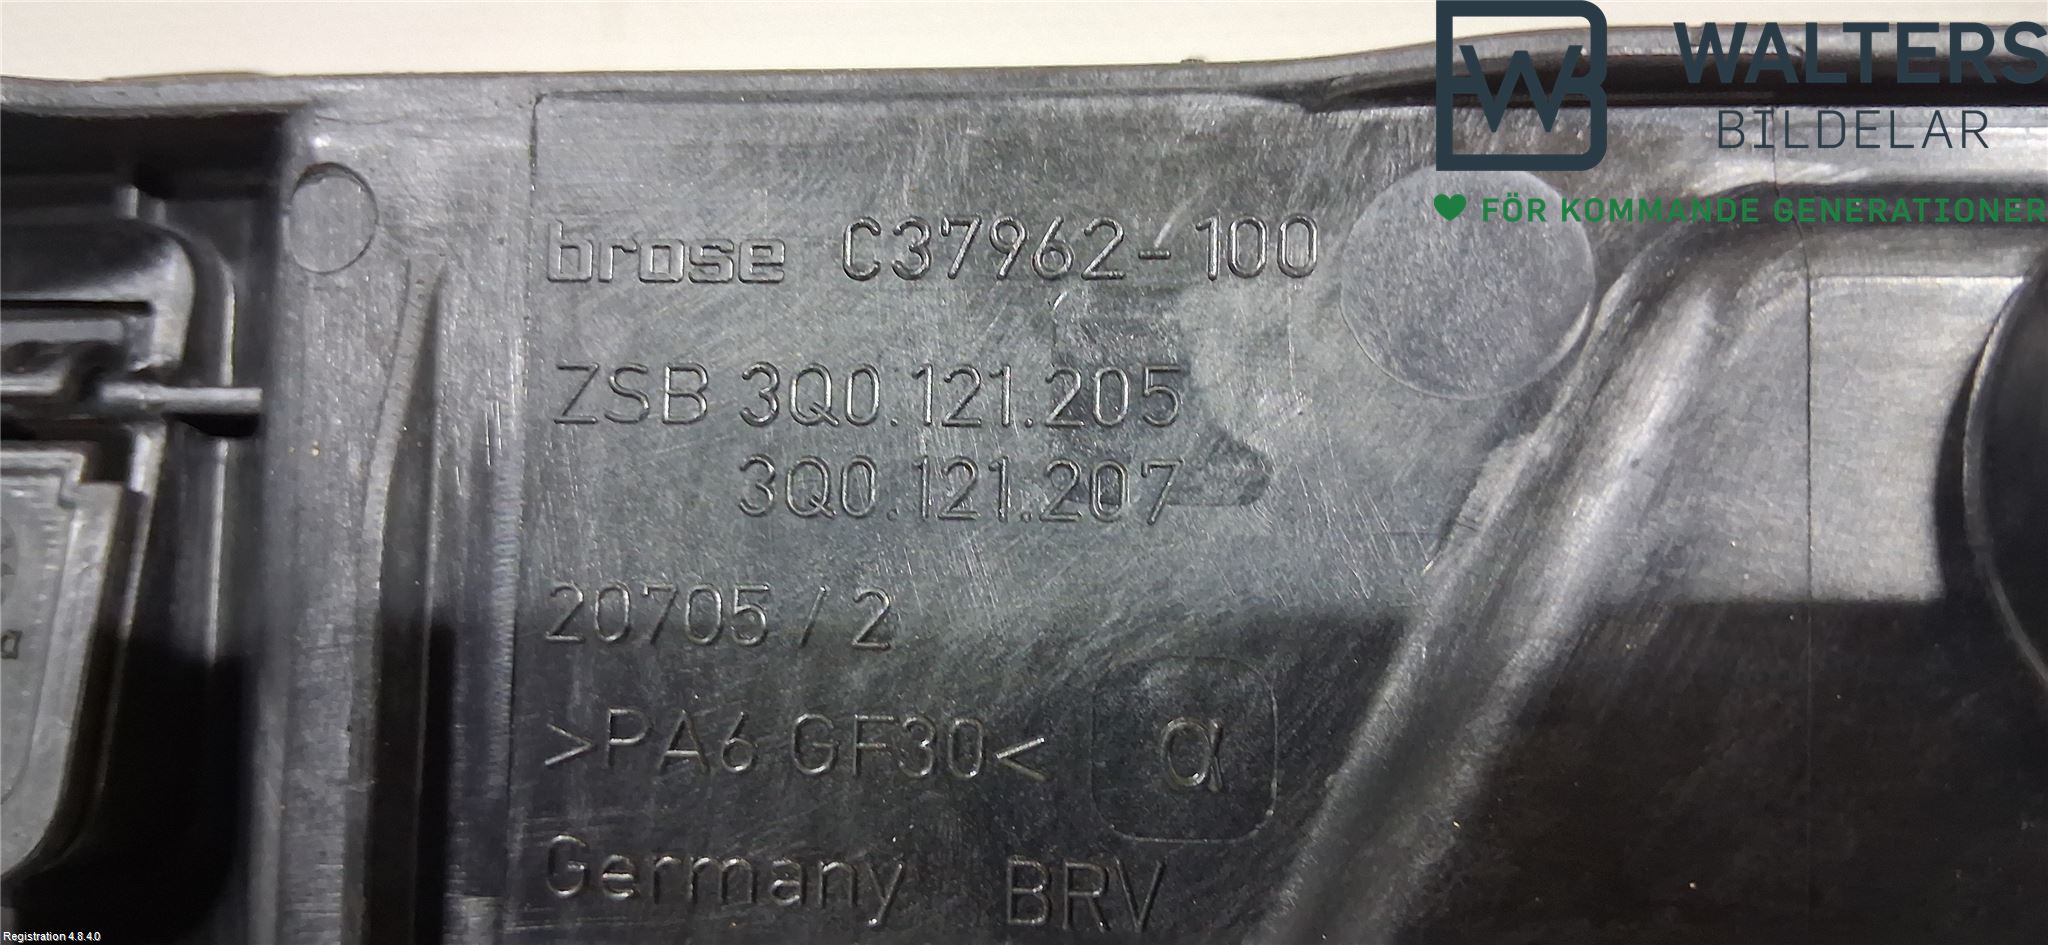 WALTERS
BILDELAR
FÖR KOMMANDE GENERATIONER
brose C37962-100
ZSB 3Q0.121.205
3Q0.121.207
20705 / 2
>PA6 GF30< α
Germany BRV
Registration 4.8.4.0